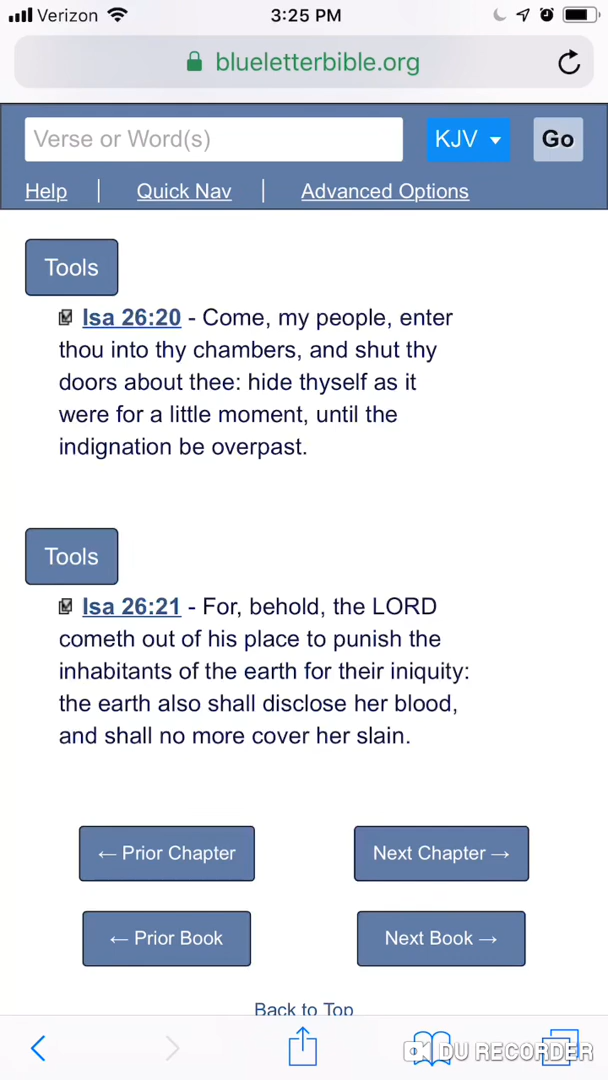 Verizon 3:25 PM
blueletterbible.org
Verse or Word(s) KJV Go
Help | Quick Nav | Advanced Options
Tools
Isa 26:20 - Come, my people, enter
thou into thy chambers, and shut thy
doors about thee: hide thyself as it
were for a little moment, until the
indignation be overpast.
Tools
Isa 26:21 - For, behold, the LORD
cometh out of his place to punish the
inhabitants of the earth for their iniquity:
the earth also shall disclose her blood,
and shall no more cover her slain.
← Prior Chapter Next Chapter →
← Prior Book Next Book →
Back to Top
DU RECORDER